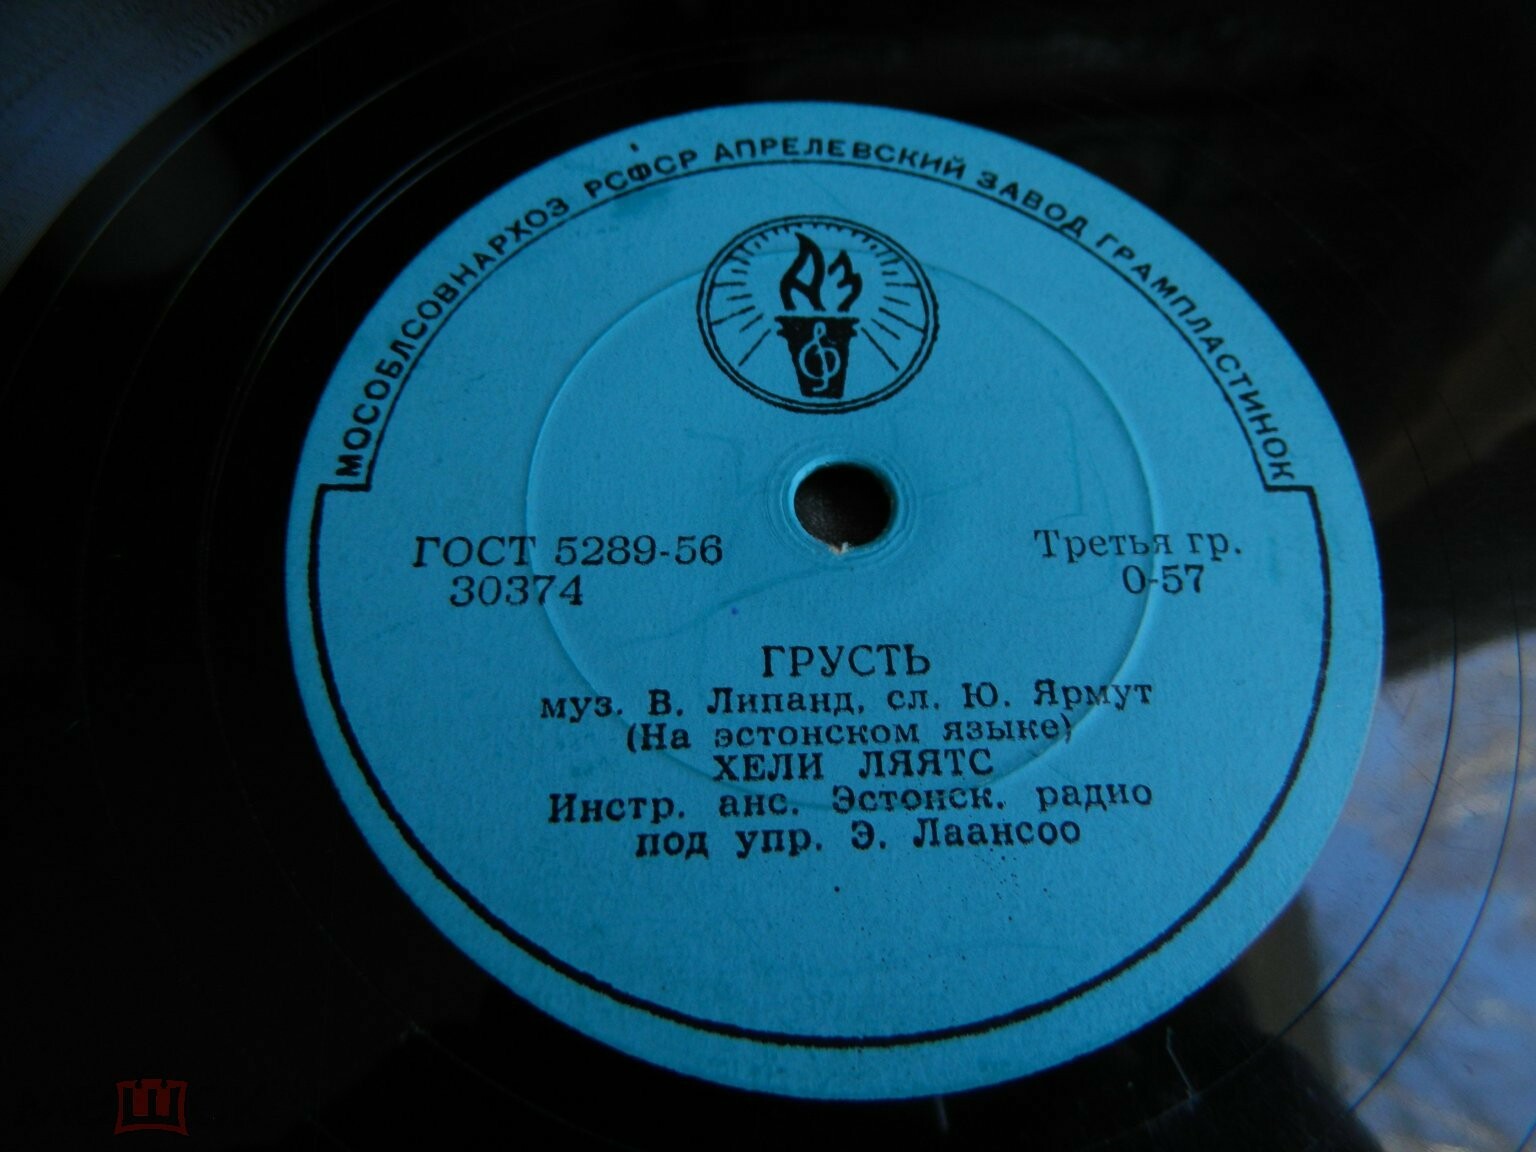 МОСОБЛСОВНАРХОЗ РСФСР АПРЕЛЕВСКИЙ ЗАВОД ГРАМПЛАСТИНОК
АЗ
ГОСТ 5289-56
30374
Третья гр.
0-57
ГРУСТЬ
муз. В. Липанд, сл. Ю. Ярмут
(На эстонском языке)
ХЕЛИ ЛЯЯТС
Инстр. анс. Эстонск. радио
под упр. Э. Лаансоо